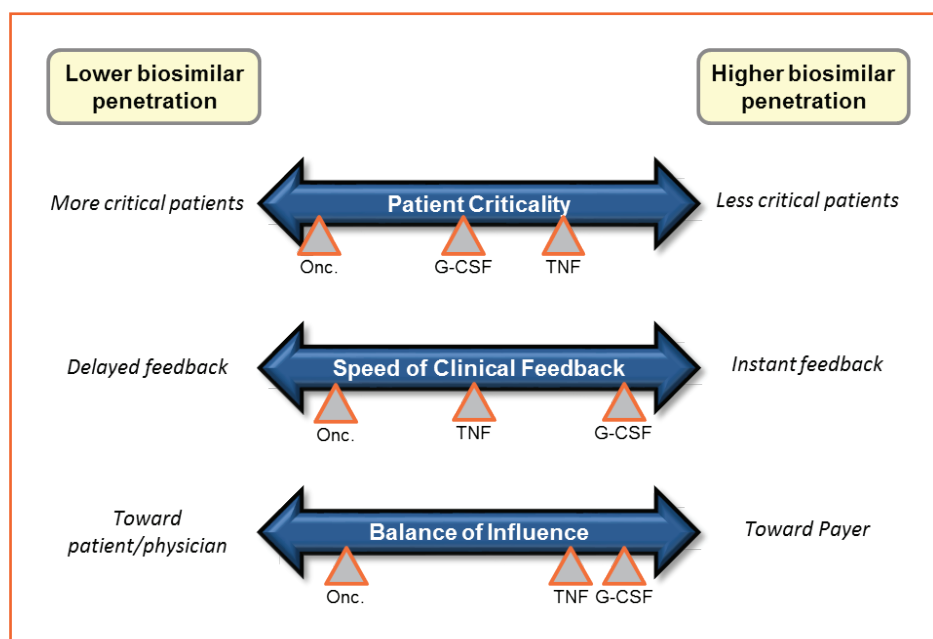 Lower biosimilar
penetration
Higher biosimilar
penetration
More critical patients
Patient Criticality
Less critical patients
Onc.
G-CSF
TNF
Delayed feedback
Speed of Clinical Feedback
Instant feedback
Onc.
TNF
G-CSF
Toward
patient/physician
Balance of Influence
Toward Payer
Onc.
TNF
G-CSF